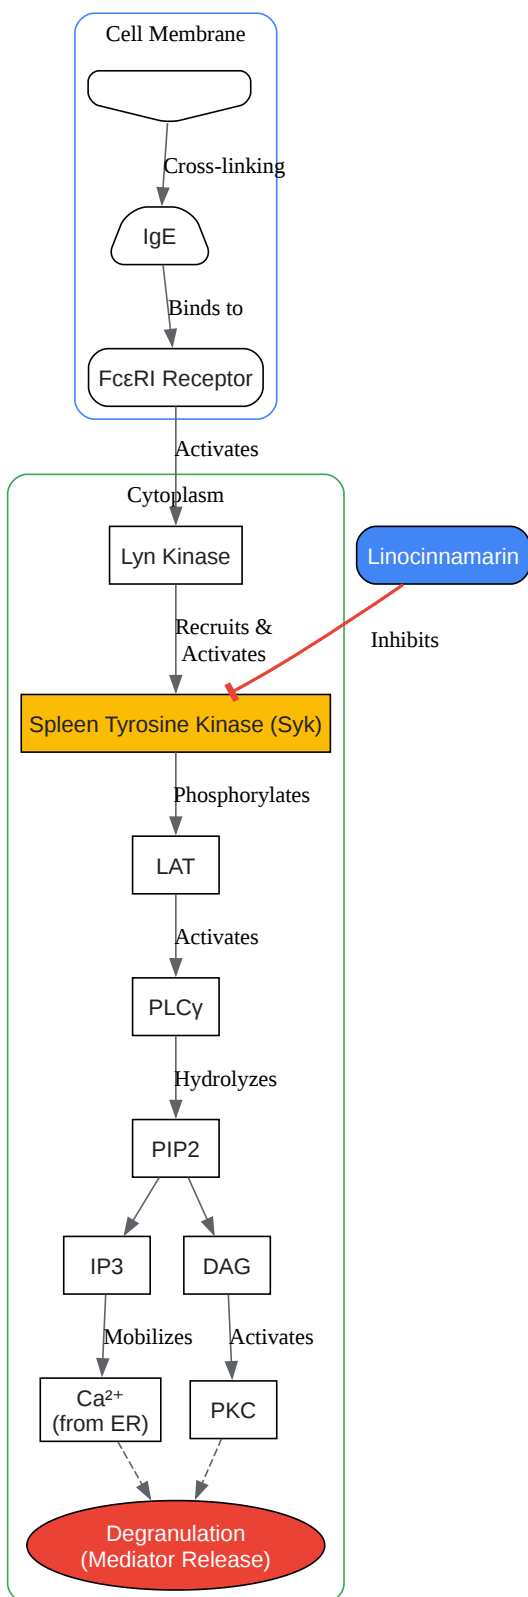 Cell Membrane
Cross-linking
IgE
Binds to
FcεRI Receptor
Activates
Cytoplasm
Lyn Kinase
Linocinnamarin
Recruits &
Activates
Inhibits
Spleen Tyrosine Kinase (Syk)
Phosphorylates
LAT
Activates
PLCγ
Hydrolyzes
PIP2
IP3
DAG
Mobilizes
Activates
Ca²⁺
(from ER)
PKC
Degranulation
(Mediator Release)